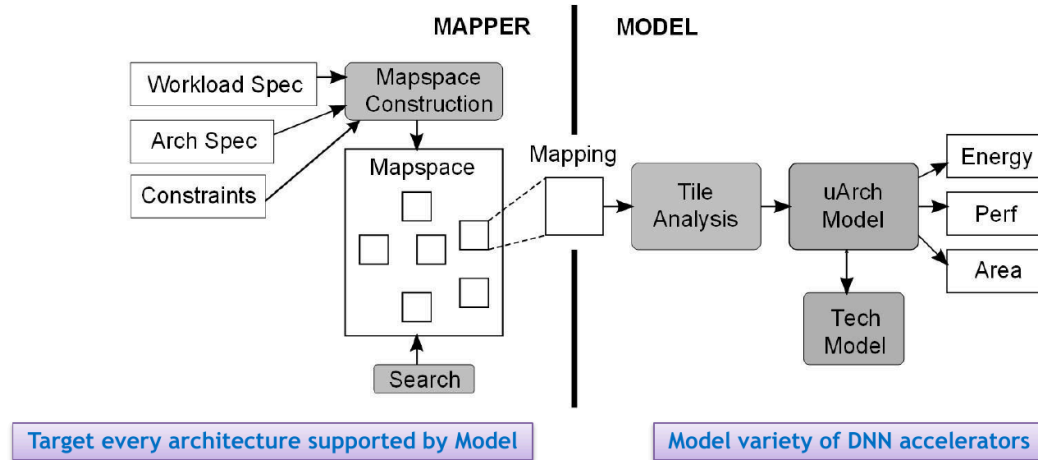 MAPPER
MODEL
Workload Spec
Arch Spec
Constraints
Mapspace
Construction
Mapspace
Search
Mapping
Tile
Analysis
uArch
Model
Tech
Model
Energy
Perf
Area
Target every architecture supported by Model
Model variety of DNN accelerators